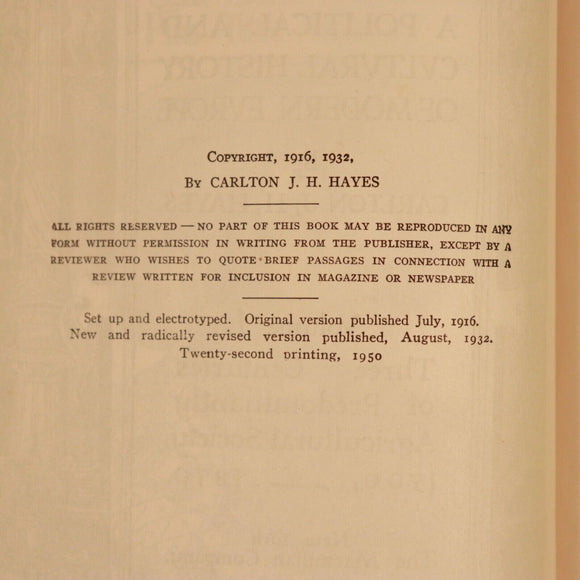 COPYRIGHT, 1916, 1932,
BY CARLTON J. H. HAYES
ALL RIGHTS RESERVED — NO PART OF THIS BOOK MAY BE REPRODUCED IN ANY
FORM WITHOUT PERMISSION IN WRITING FROM THE PUBLISHER, EXCEPT BY A
REVIEWER WHO WISHES TO QUOTE BRIEF PASSAGES IN CONNECTION WITH A
REVIEW WRITTEN FOR INCLUSION IN MAGAZINE OR NEWSPAPER
Set up and electrotyped. Original version published July, 1916.
New and radically revised version published, August, 1932.
Twenty-second printing, 1950